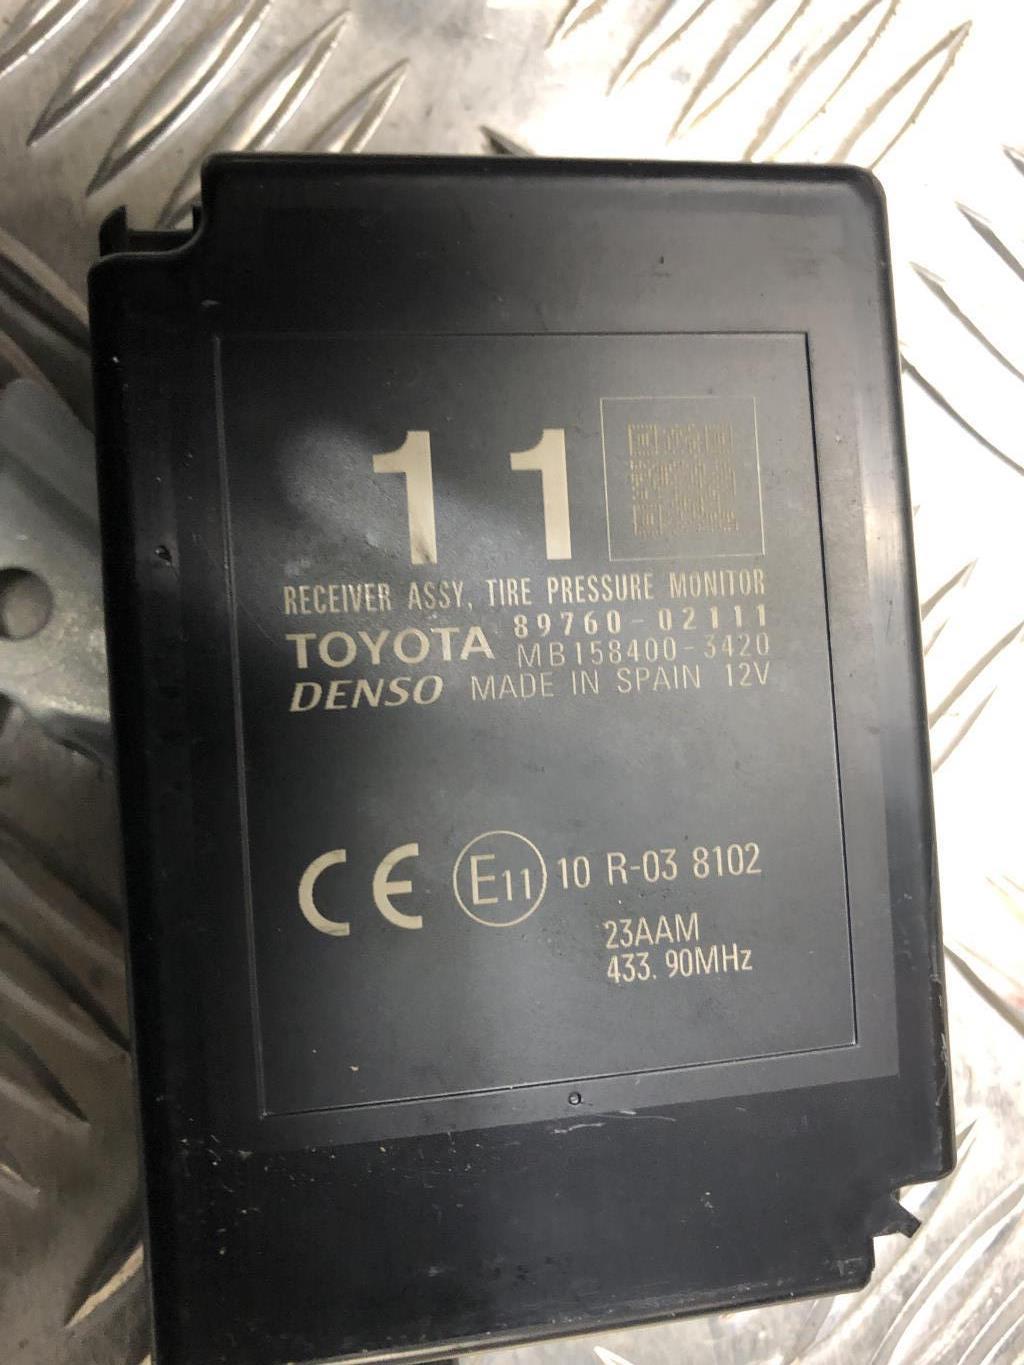 11
RECEIVER ASSY, TIRE PRESSURE MONITOR
89760-02111
TOYOTA MB158400-3420
DENSO MADE IN SPAIN 12V
CE E11 10 R-03 8102
23AAM
433.90MHz